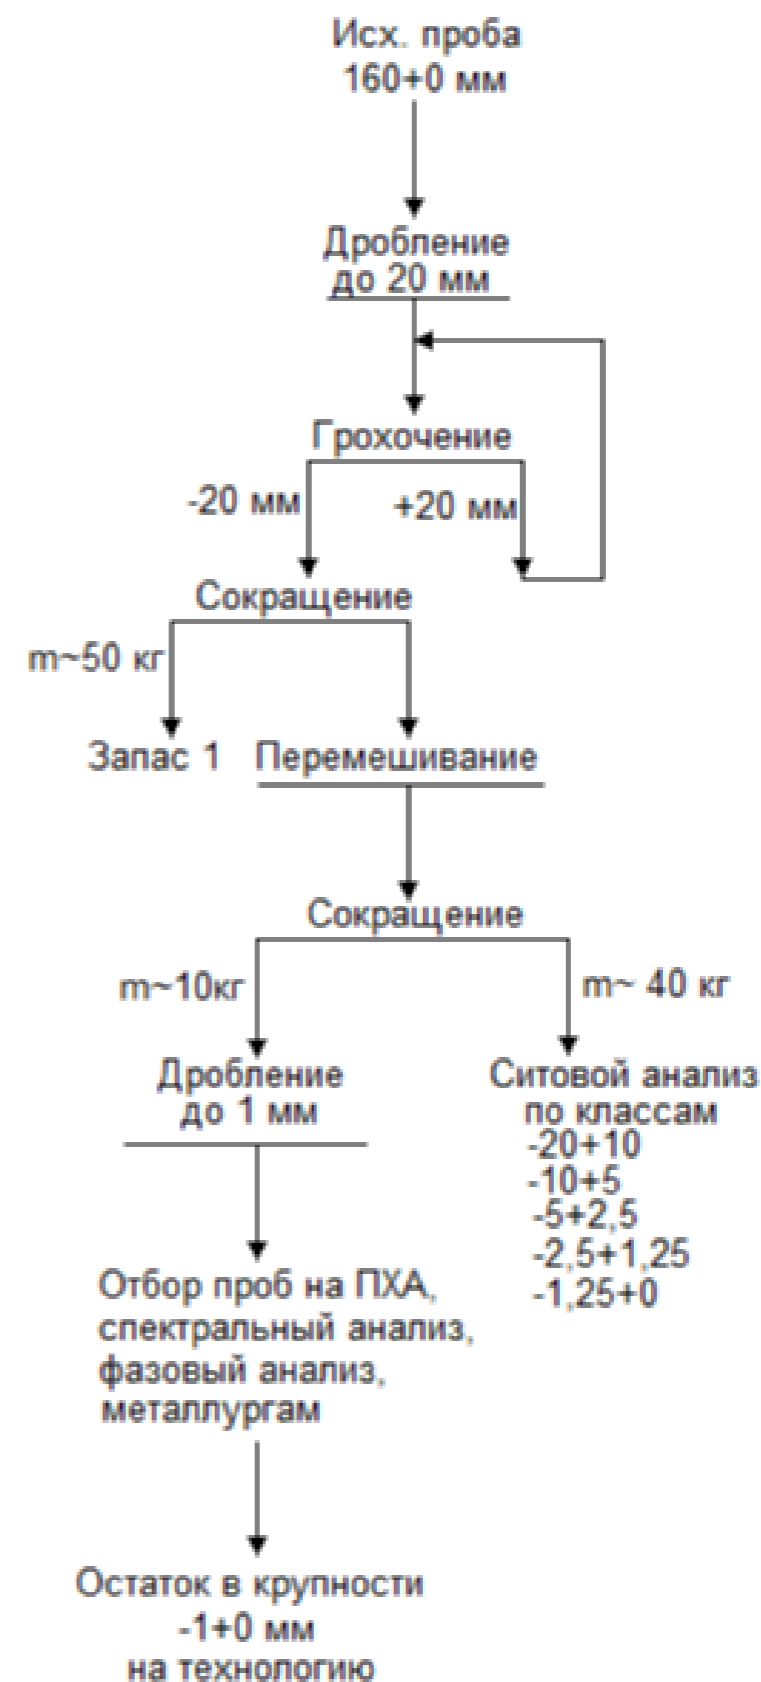 Исх. проба
160+0 мм
Дробление
до 20 мм
Грохочение
-20 мм
+20 мм
Сокращение
m~50 кг
Запас 1
Перемешивание
Сокращение
m~10кг
m~ 40 кг
Дробление
до 1 мм
Ситовой анализ
по классам
-20+10
-10+5
-5+2,5
-2,5+1,25
-1,25+0
Отбор проб на ПХА,
спектральный анализ,
фазовый анализ,
металлургам
Остаток в крупности
-1+0 мм
на технологию